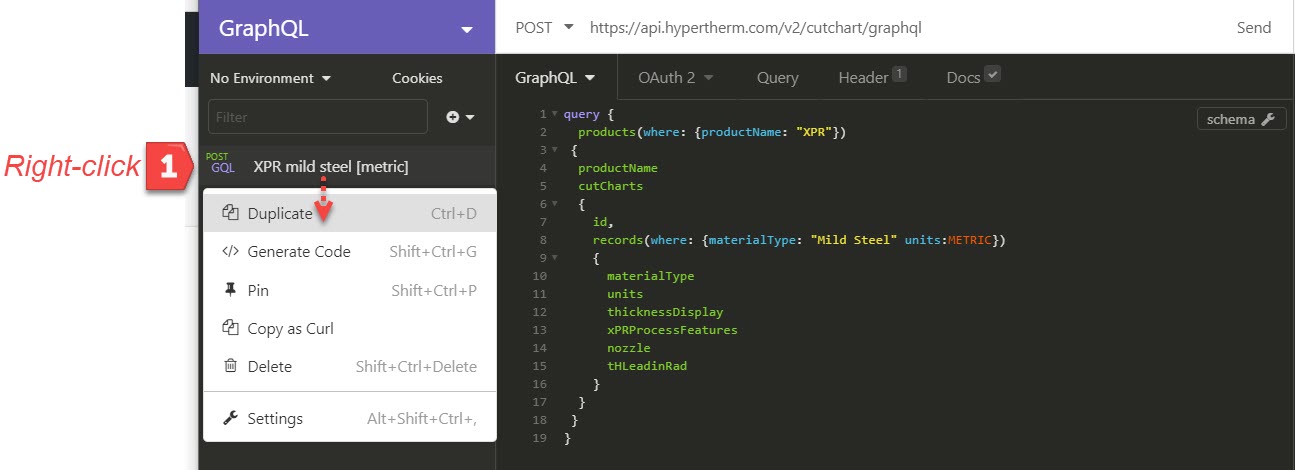 GraphQL
POST https://api.hypertherm.com/v2/cutchart/graphql Send
No Environment Cookies
GraphQL OAuth 2 Query Header 1 Docs
Filter
Right-click 1
POST
GQL XPR mild steel [metric]
Duplicate Ctrl+D
</> Generate Code Shift+Ctrl+G
Pin Shift+Ctrl+P
Copy as Curl
Delete Shift+Ctrl+Delete
Settings Alt+Shift+Ctrl+,
schema
1 query {
2 products(where: {productName: "XPR"})
3 {
4 productName
5 cutCharts
6 {
7 id,
8 records(where: {materialType: "Mild Steel" units:METRIC})
9 {
10 materialType
11 units
12 thicknessDisplay
13 xPRProcessFeatures
14 nozzle
15 tHLeadinRad
16 }
17 }
18 }
19 }